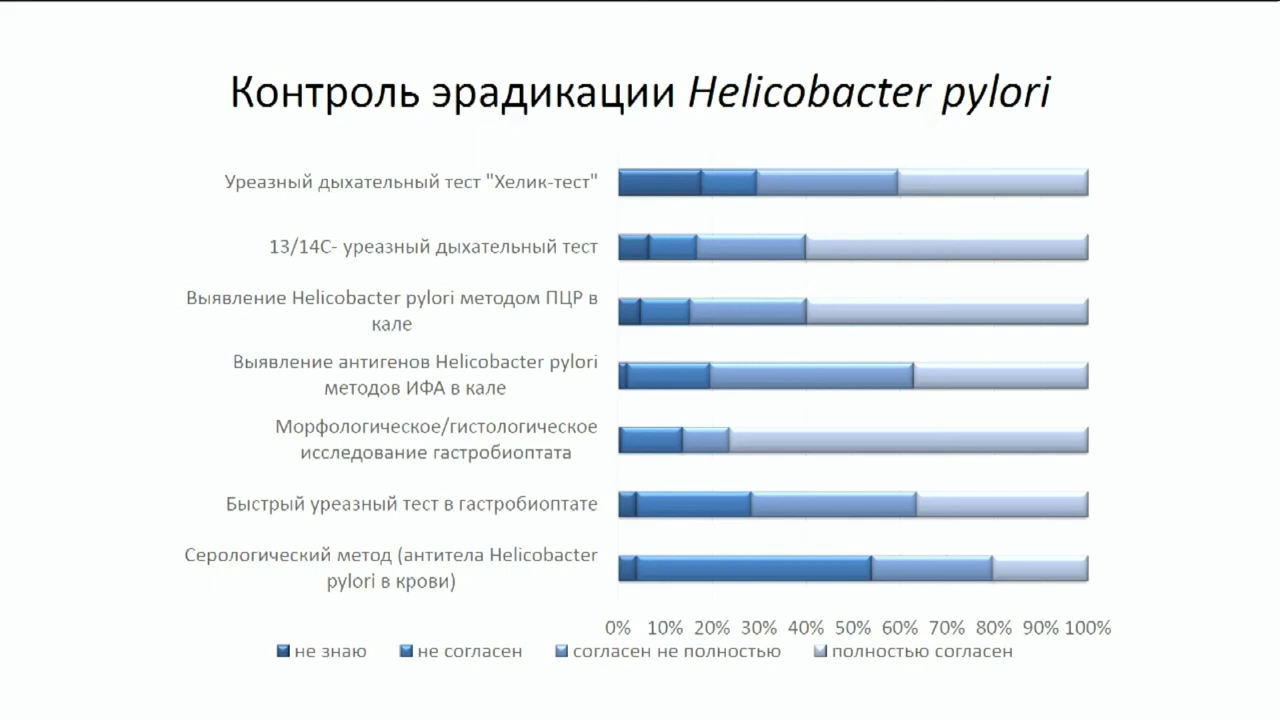 Контроль эрадикации Helicobacter pylori
Уреазный дыхательный тест "Хелик-тест"
13/14С- уреазный дыхательный тест
Выявление Helicobacter pylori методом ПЦР в
кале
Выявление антигенов Helicobacter pylori
методов ИФА в кале
Морфологическое/гистологическое
исследование гастробиоптата
Быстрый уреазный тест в гастробиоптате
Серологический метод (антитела Helicobacter
pylori в крови)
0% 10% 20% 30% 40% 50% 60% 70% 80% 90% 100%
не знаю не согласен согласен не полностью полностью согласен